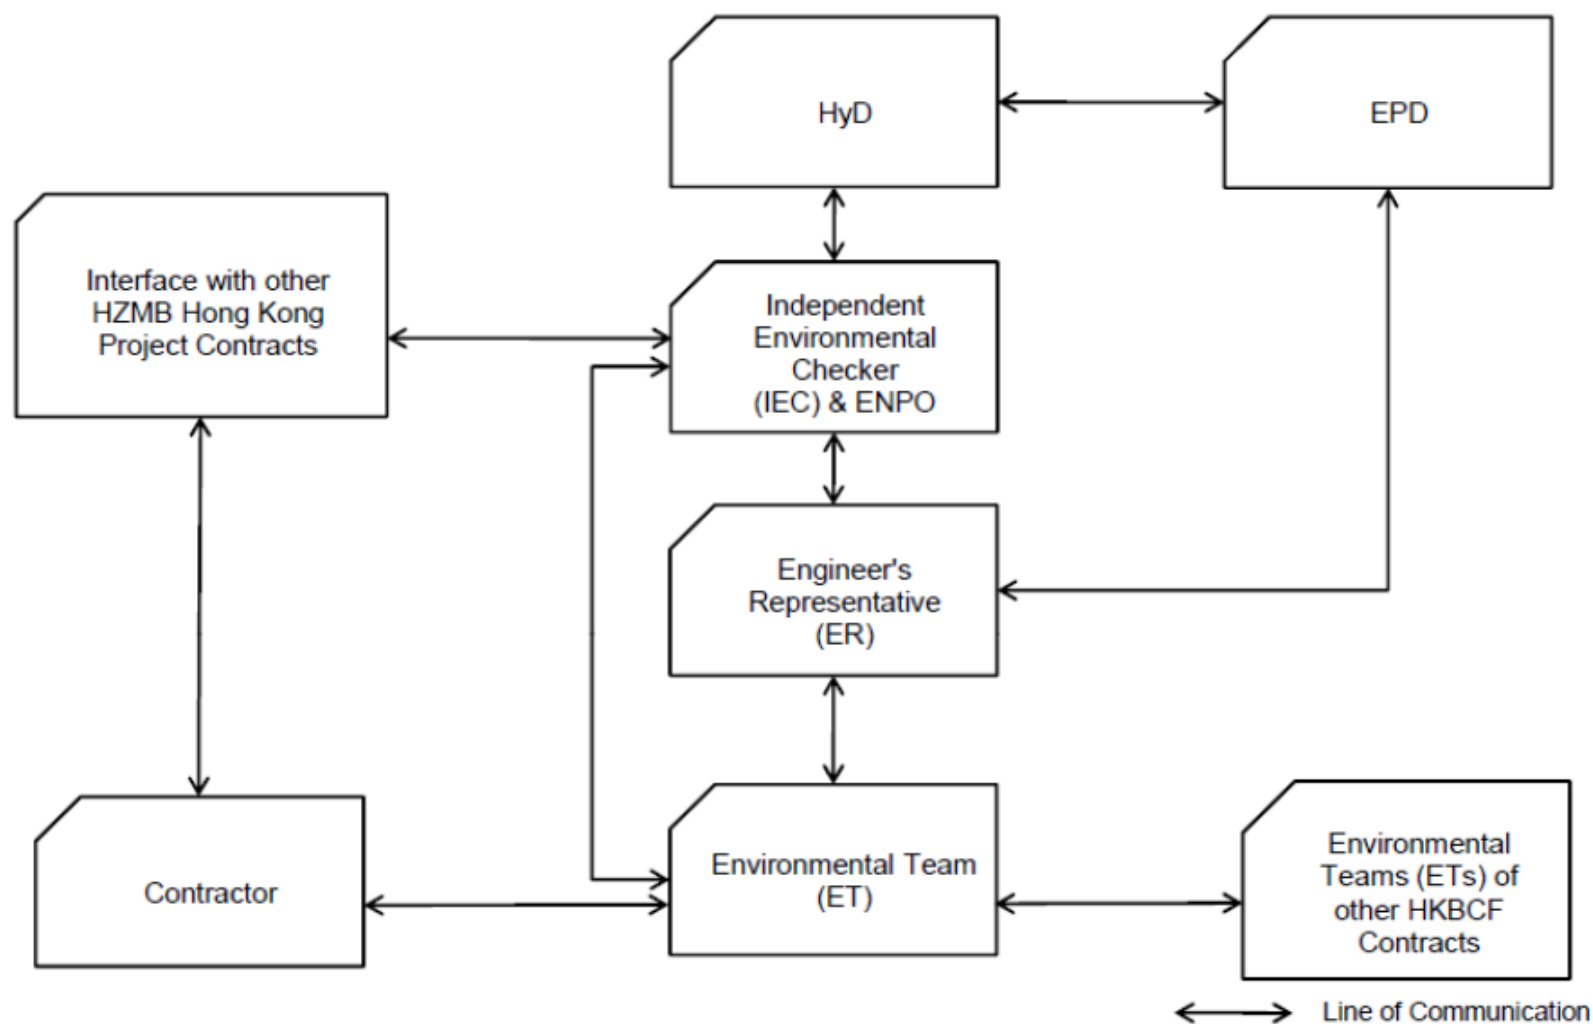 HyD
EPD
Interface with other
HZMB Hong Kong
Project Contracts
Independent
Environmental
Checker
(IEC) & ENPO
Engineer's
Representative
(ER)
Contractor
Environmental Team
(ET)
Environmental
Teams (ETs) of
other HKBCF
Contracts
Line of Communication